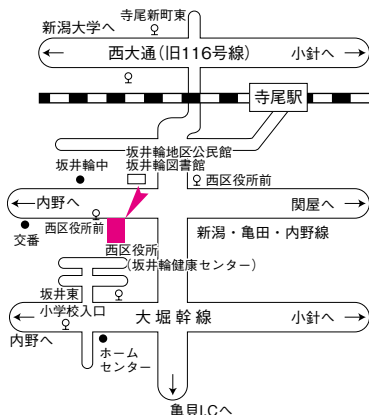 寺尾新町東
新潟大学へ
西大通（旧116号線）
小針へ
寺尾駅
坂井輪地区公民館
坂井輪図書館
坂井輪中
西区役所前
内野へ
関屋へ
交番
西区役所前
新潟・亀田・内野線
西区役所
（坂井輪健康センター）
坂井東
小学校入口
大堀幹線
小針へ
内野へ
ホーム
センター
亀貝I.Cへ